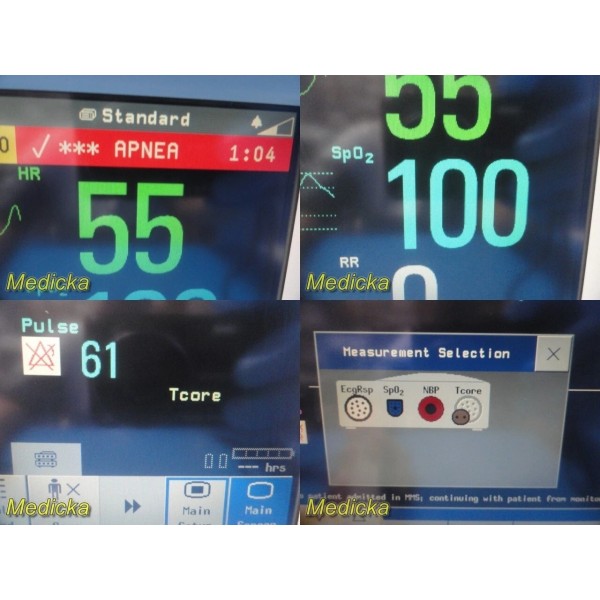 Standard
✓ *** APNEA 1:04
HR
55
Medicka
55
SpO₂
100
RR
0
Medicka
Pulse
61
Tcore
--- hrs
Main
Main
Medicka
Measurement Selection
EcgRsp SpO₂ NBP Tcore
patient admitted in MMS; continuing with patient from
Medicka